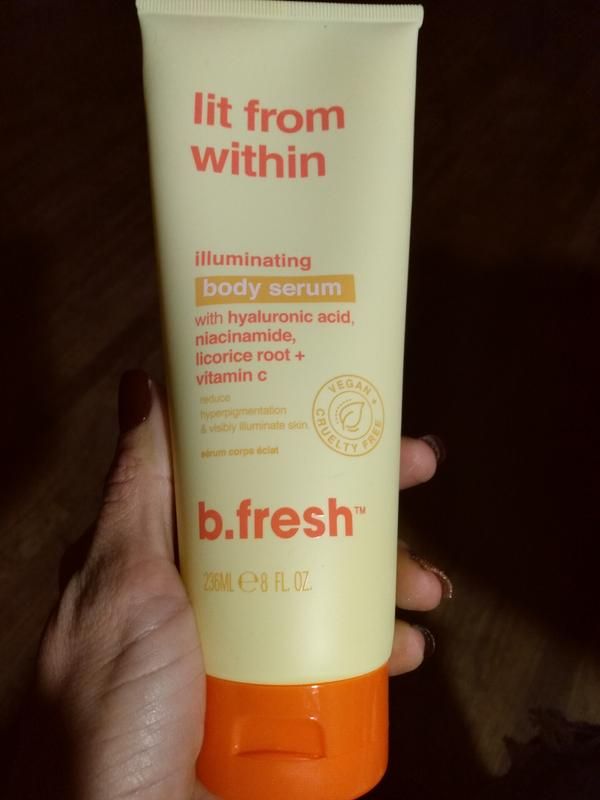 lit from
within
illuminating
body serum
with hyaluronic acid,
niacinamide,
licorice root +
vitamin c
reduce
hyperpigmentation
& visibly illuminate skin.
sérum corps éclat
VEGAN +
CRUELTY FREE
b.fresh™
236ML ℮ 8 FL. OZ.